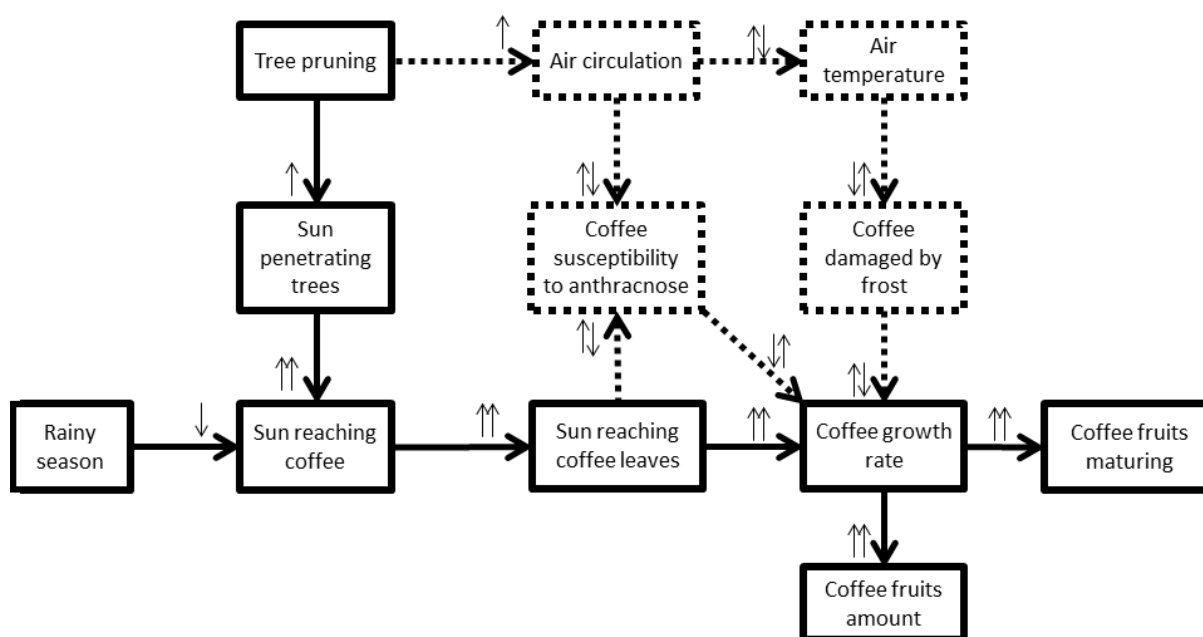 Tree pruning
Air circulation
Air
temperature
Sun
penetrating
trees
Coffee
susceptibility
to anthracnose
Coffee
damaged by
frost
Rainy
season
Sun reaching
coffee
Sun reaching
coffee leaves
Coffee growth
rate
Coffee fruits
maturing
Coffee fruits
amount